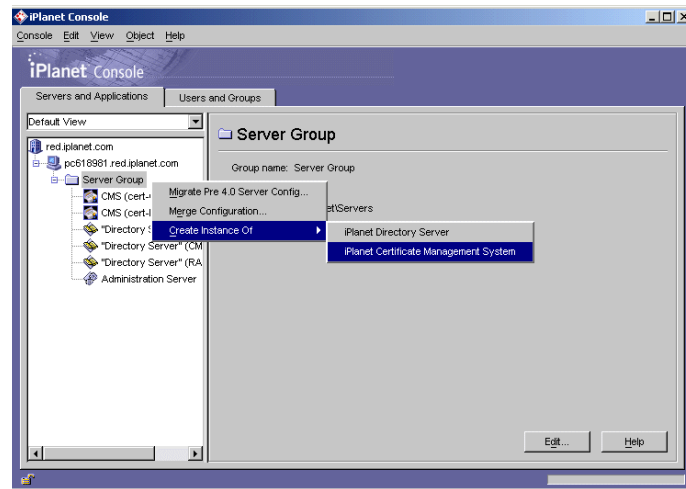 iPlanet Console
Console Edit View Object Help
iPlanet Console
Servers and Applications Users and Groups
Default View
red.iplanet.com
pc618981.red.iplanet.com
Server Group
CMS (cert-
CMS (cert-
"Directory
"Directory Server" (CM
"Directory Server" (RA
Administration Server
Migrate Pre 4.0 Server Config...
Merge Configuration...
Create Instance Of
iPlanet Directory Server
iPlanet Certificate Management System
Server Group
Group name: Server Group
et\Servers
Edit... Help